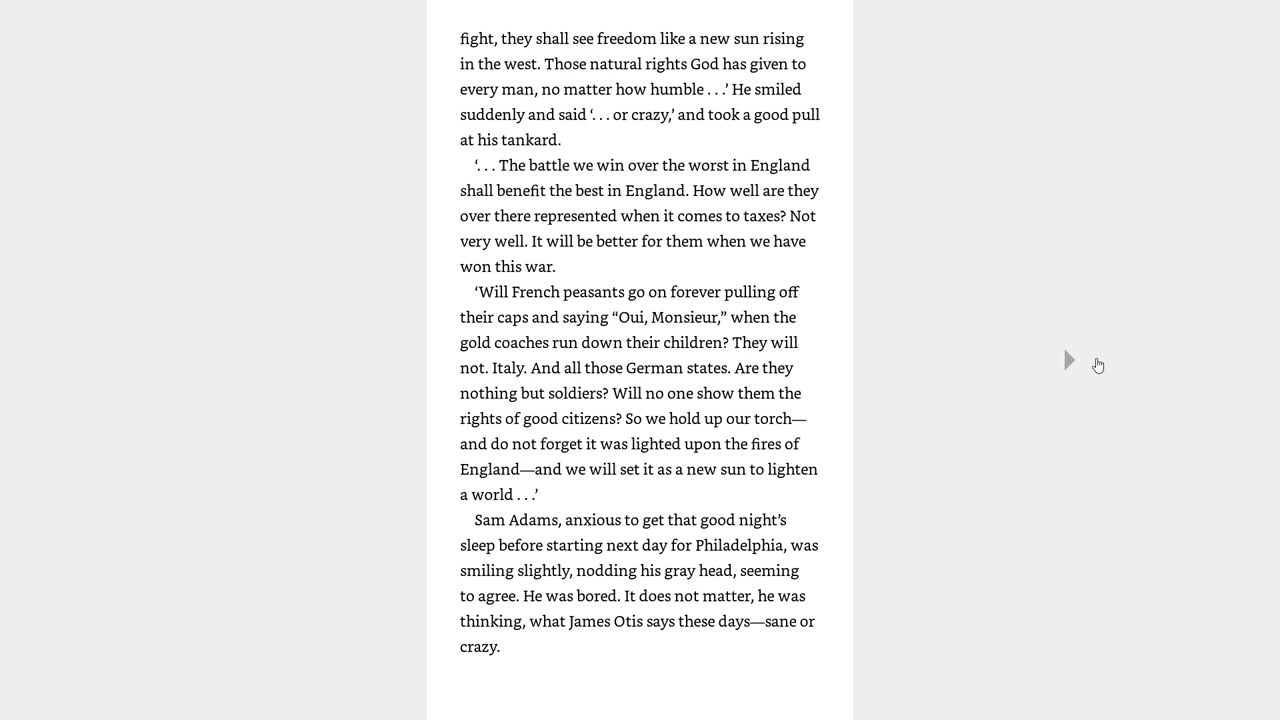 fight, they shall see freedom like a new sun rising
in the west. Those natural rights God has given to
every man, no matter how humble . . .’ He smiled
suddenly and said ‘. . . or crazy,’ and took a good pull
at his tankard.
‘. . . The battle we win over the worst in England
shall benefit the best in England. How well are they
over there represented when it comes to taxes? Not
very well. It will be better for them when we have
won this war.
‘Will French peasants go on forever pulling off
their caps and saying “Oui, Monsieur,” when the
gold coaches run down their children? They will
not. Italy. And all those German states. Are they
nothing but soldiers? Will no one show them the
rights of good citizens? So we hold up our torch—
and do not forget it was lighted upon the fires of
England—and we will set it as a new sun to lighten
a world . . .’
Sam Adams, anxious to get that good night’s
sleep before starting next day for Philadelphia, was
smiling slightly, nodding his gray head, seeming
to agree. He was bored. It does not matter, he was
thinking, what James Otis says these days—sane or
crazy.